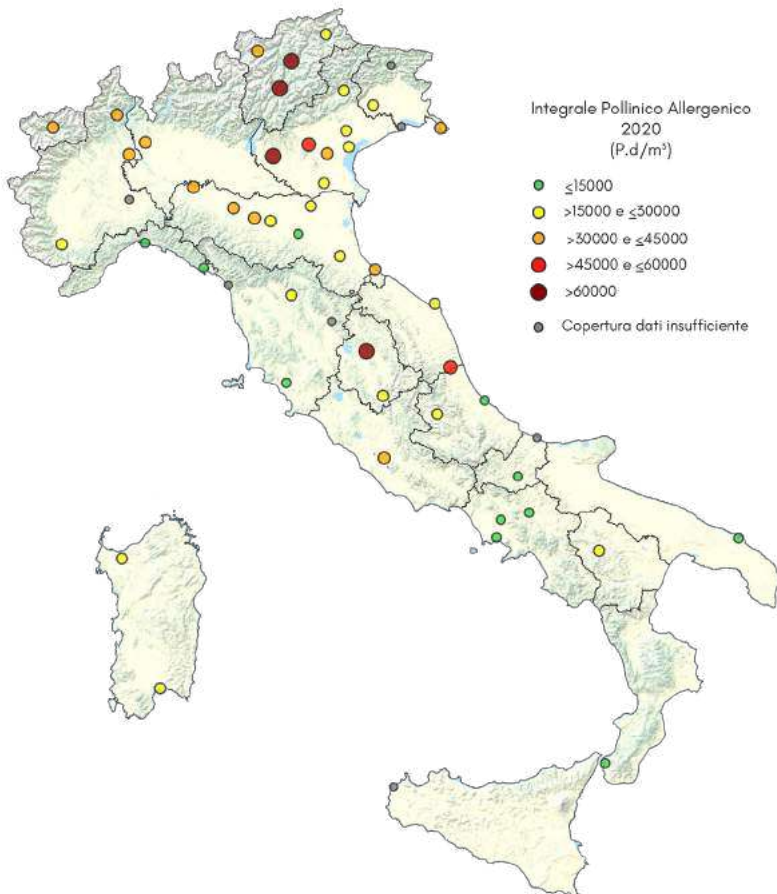 Integrale Pollinico Allergenico
2020
(P.d/m³)
≤15000
>15000 e ≤30000
>30000 e ≤45000
>45000 e ≤60000
>60000
Copertura dati insufficiente